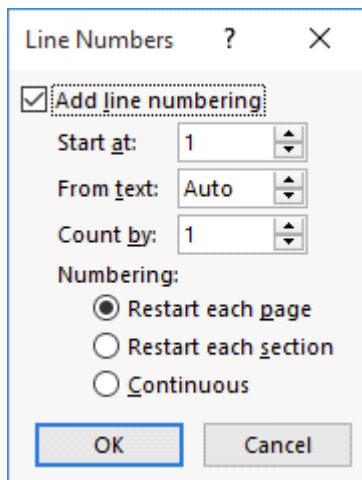 Line Numbers ? ×
Add line numbering
Start at: 1
From text: Auto
Count by: 1
Numbering:
Restart each page
Restart each section
Continuous
OK Cancel